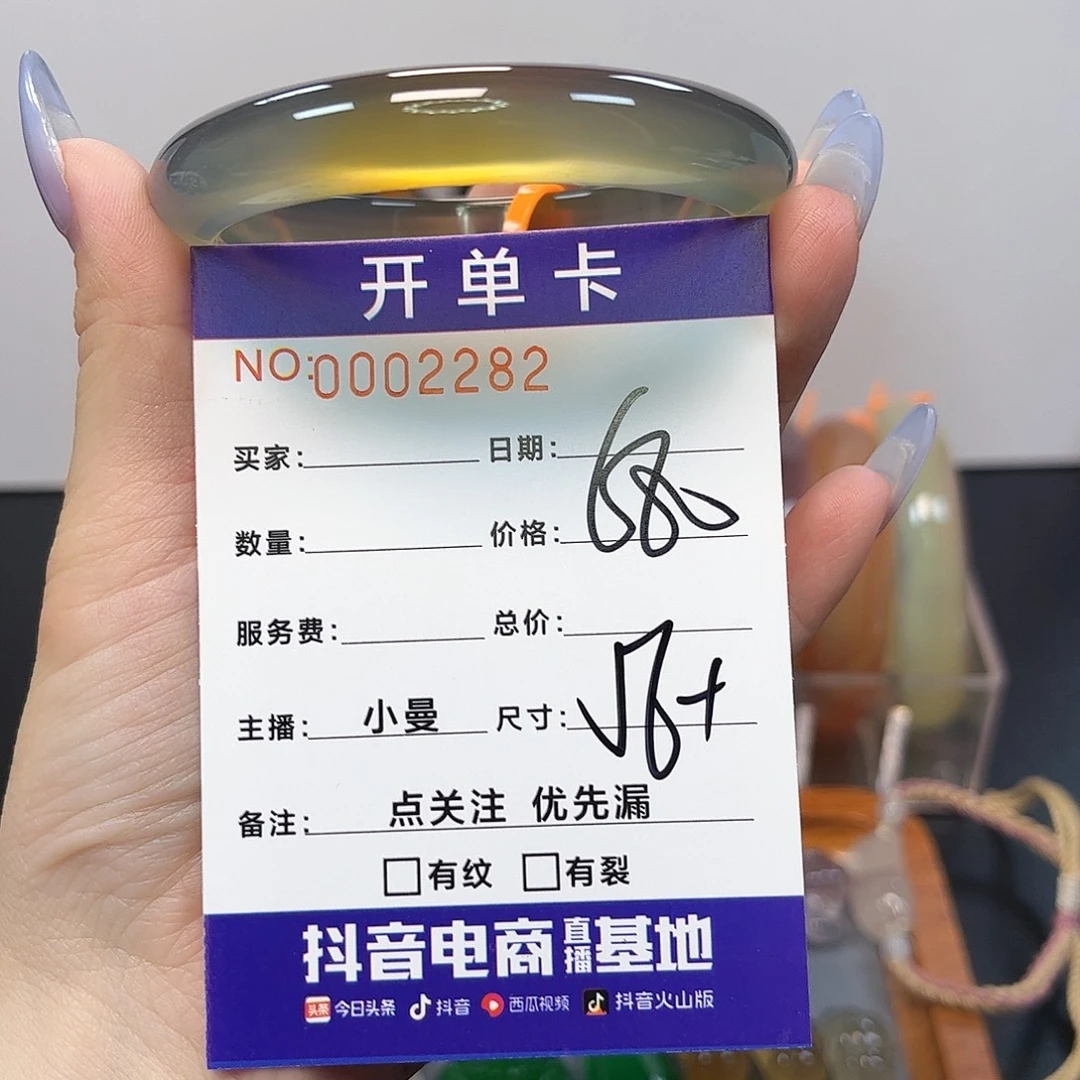 开单卡
NO:0002282
买家: 日期:
数量: 价格: 680
服务费: 总价:
主播: 小曼 尺寸: 56+
备注: 点关注 优先漏
有纹 有裂
抖音电商直播基地
头条 今日头条 抖音 西瓜视频 抖音火山版